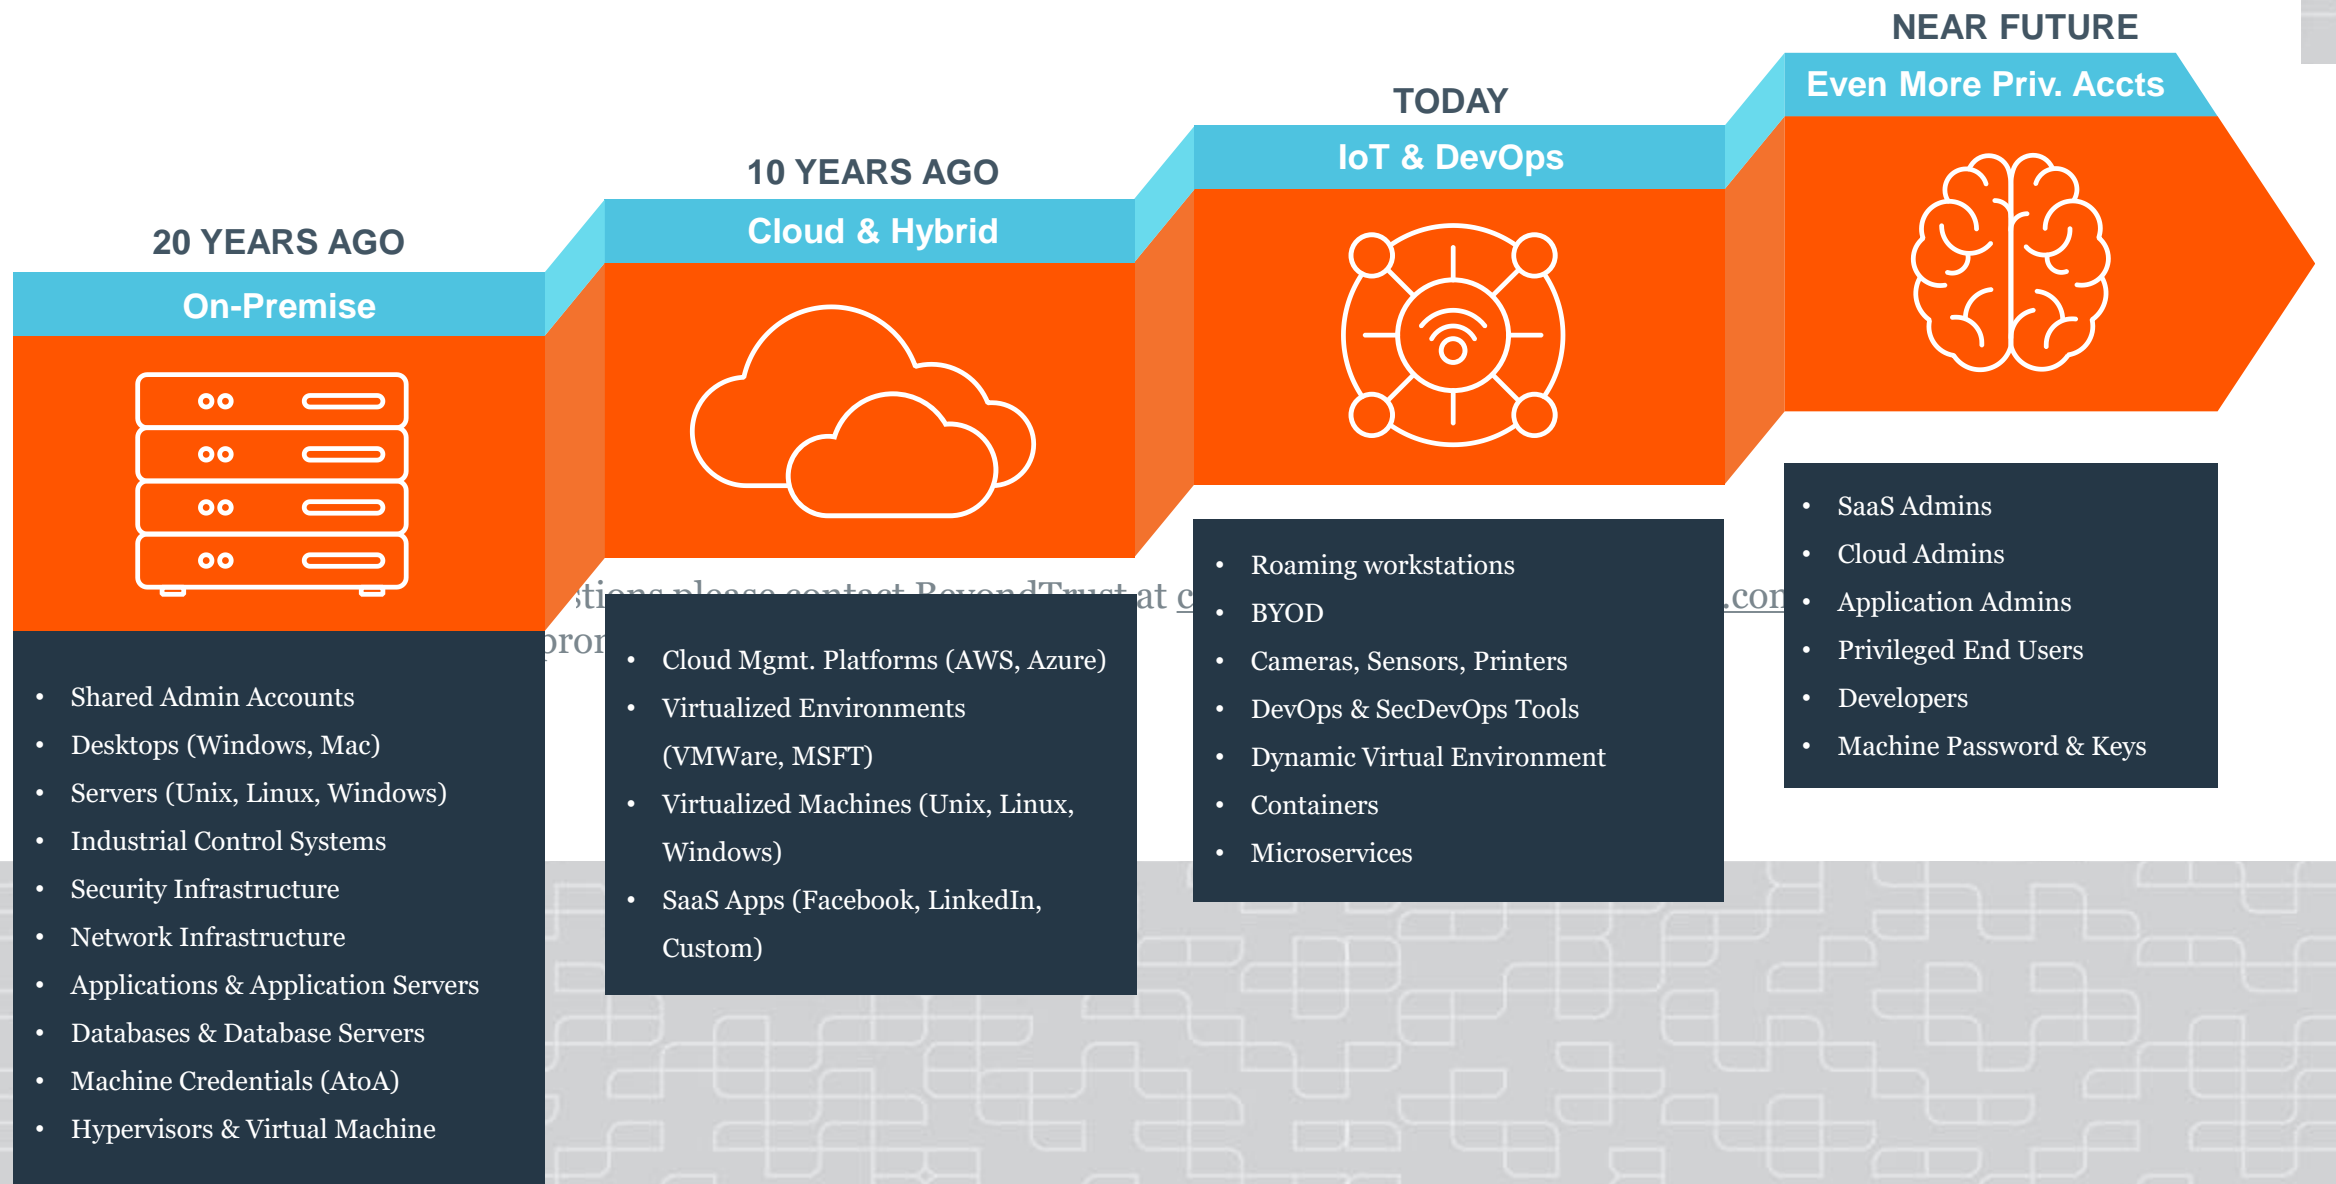 20 YEARS AGO
On-Premise
• Shared Admin Accounts
• Desktops (Windows, Mac)
• Servers (Unix, Linux, Windows)
• Industrial Control Systems
• Security Infrastructure
• Network Infrastructure
• Applications & Application Servers
• Databases & Database Servers
• Machine Credentials (AtoA)
• Hypervisors & Virtual Machine
10 YEARS AGO
Cloud & Hybrid
• Cloud Mgmt. Platforms (AWS, Azure)
• Virtualized Environments
(VMWare, MSFT)
• Virtualized Machines (Unix, Linux,
Windows)
• SaaS Apps (Facebook, LinkedIn,
Custom)
TODAY
IoT & DevOps
• Roaming workstations
• BYOD
• Cameras, Sensors, Printers
• DevOps & SecDevOps Tools
• Dynamic Virtual Environment
• Containers
• Microservices
NEAR FUTURE
Even More Priv. Accts
• SaaS Admins
• Cloud Admins
• Application Admins
• Privileged End Users
• Developers
• Machine Password & Keys
please contact BeyondTrust at